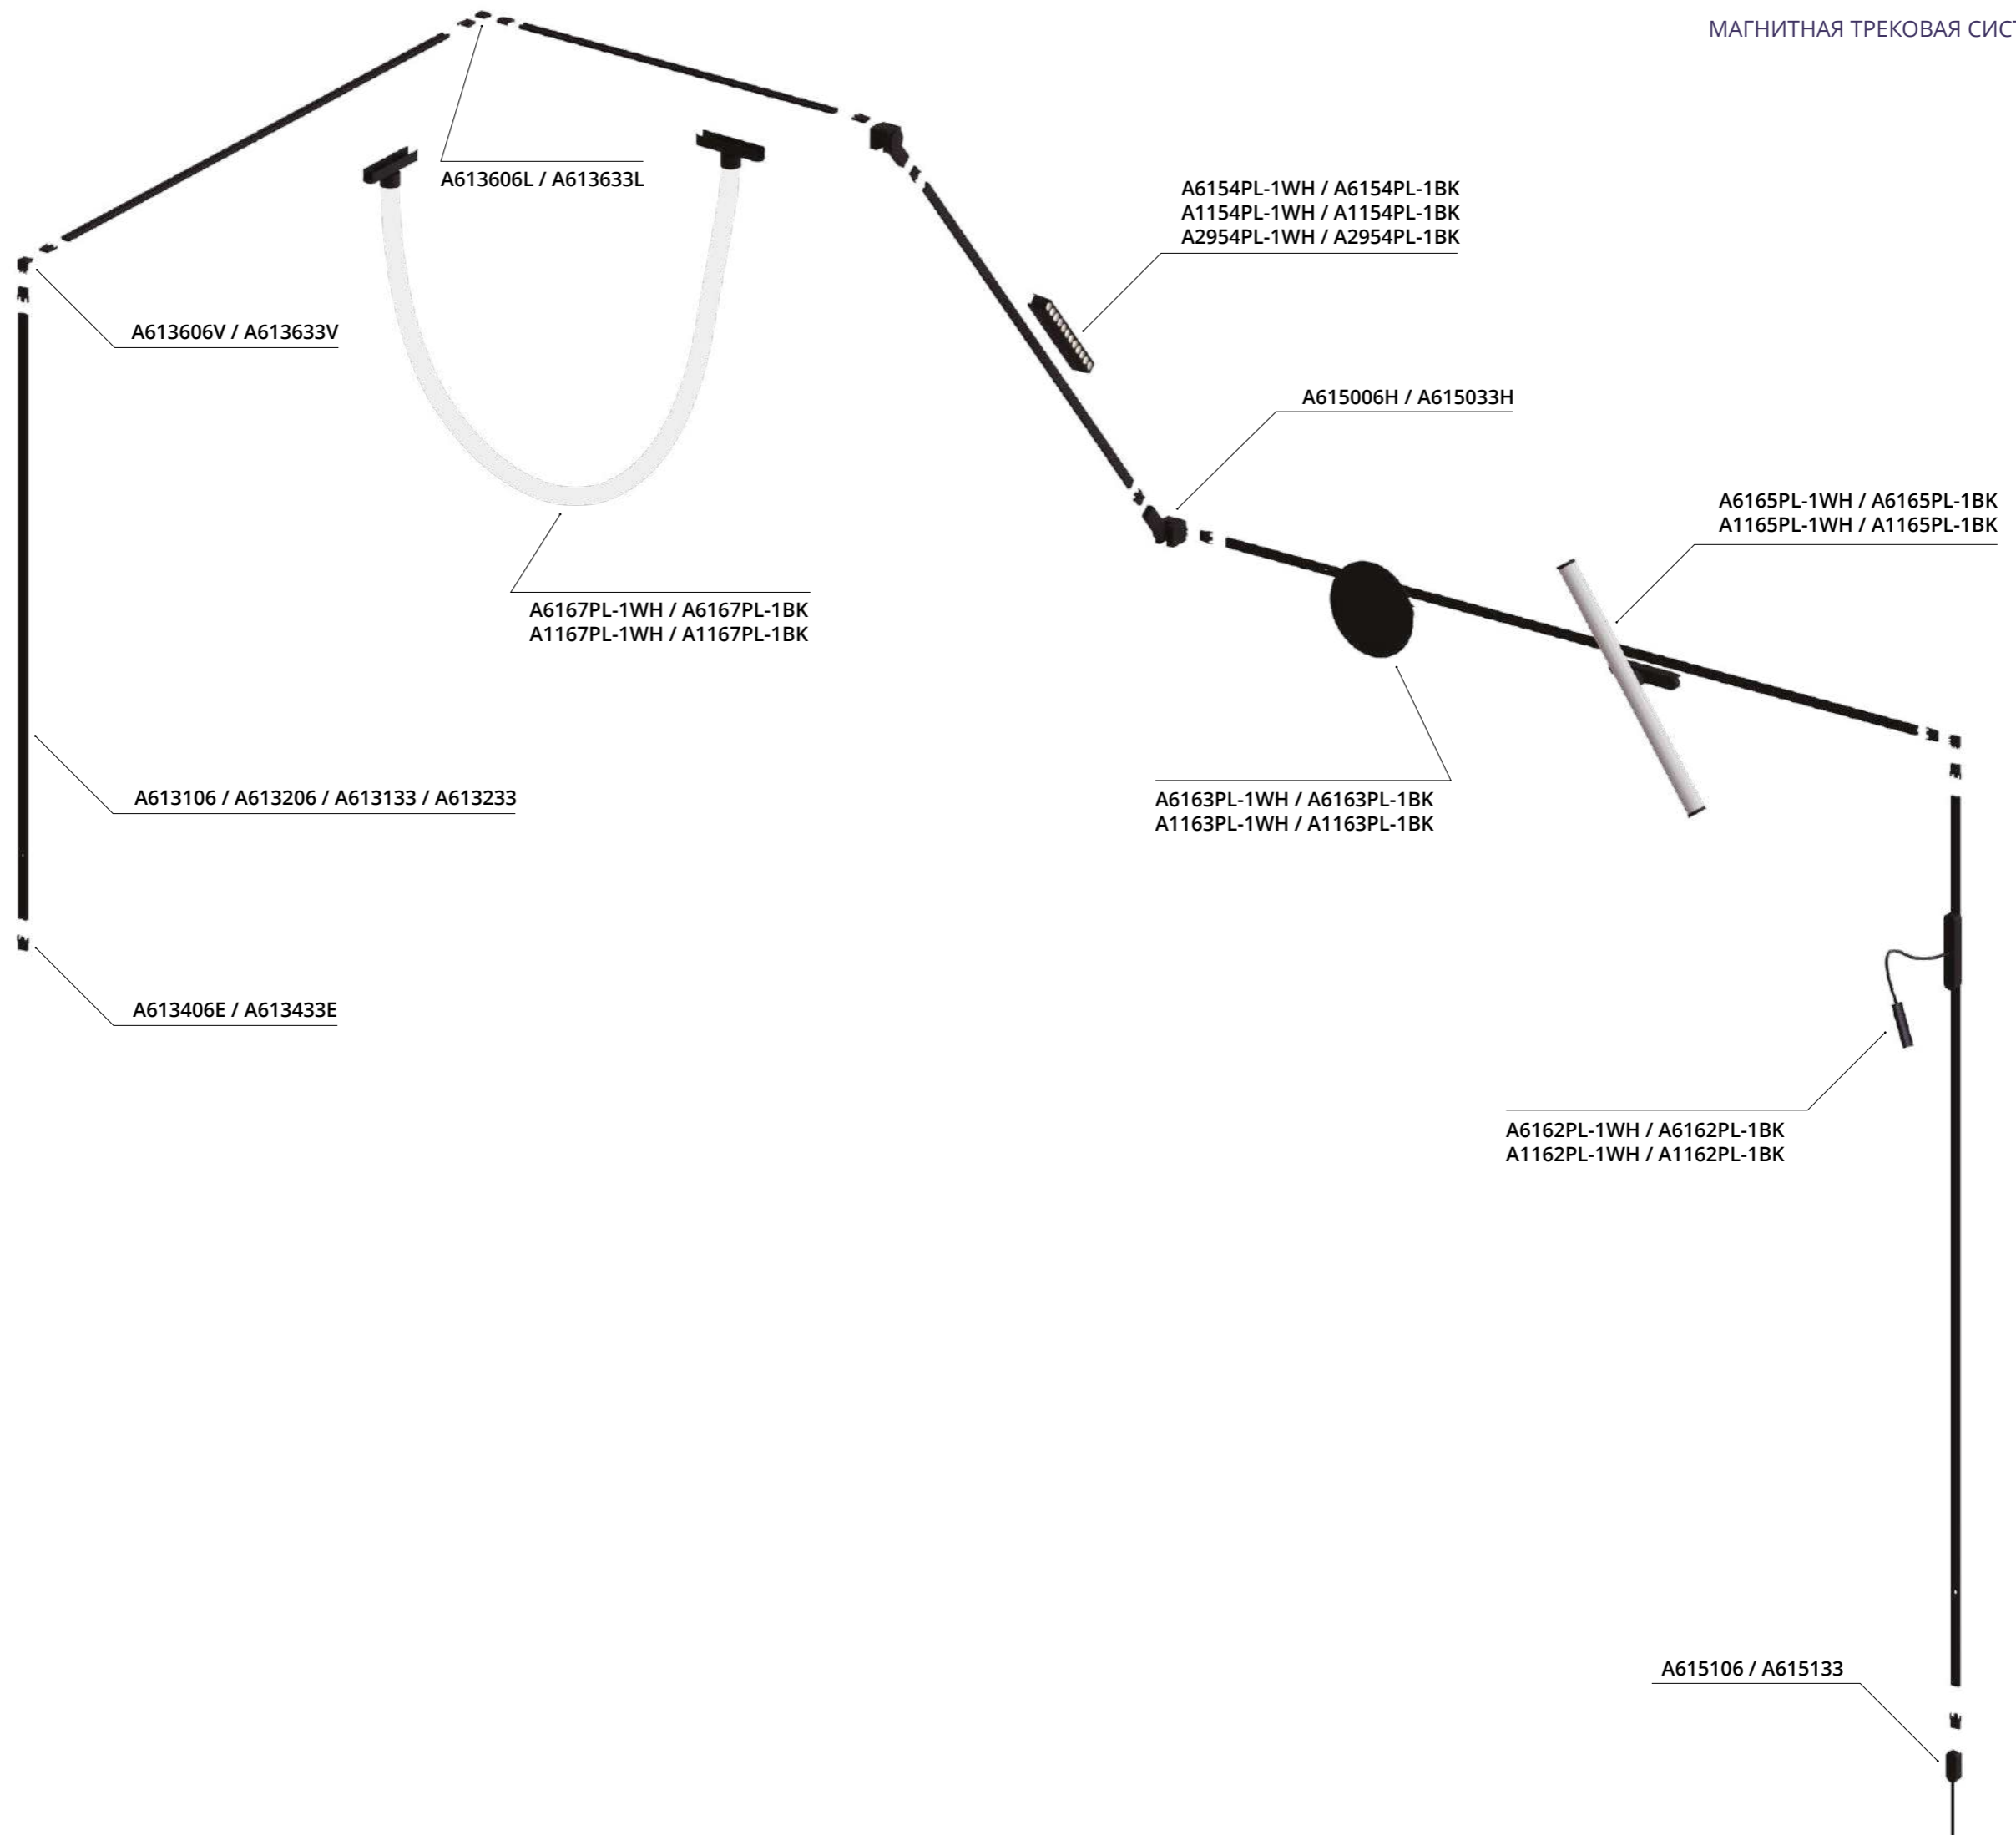 МАГНИТНАЯ ТРЕКОВАЯ
A613606L / A613633L
A6154PL-1WH / A6154PL-1BK
A1154PL-1WH / A1154PL-1BK
A2954PL-1WH / A2954PL-1BK
A613606V / A613633V
A615006H / A615033H
A6165PL-1WH / A6165PL-1BK
A1165PL-1WH / A1165PL-1BK
A6167PL-1WH / A6167PL-1BK
A1167PL-1WH / A1167PL-1BK
A613106 / A613206 / A613133 / A613233
A6163PL-1WH / A6163PL-1BK
A1163PL-1WH / A1163PL-1BK
A613406E / A613433E
A6162PL-1WH / A6162PL-1BK
A1162PL-1WH / A1162PL-1BK
A615106 / A615133